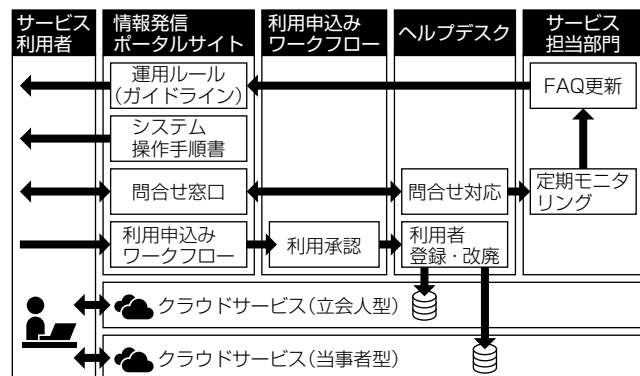 サービス
利用者
情報発信
ポータルサイト
利用申込み
ワークフロー
ヘルプデスク
サービス
担当部門
運用ルール
(ガイドライン)
FAQ更新
システム
操作手順書
問合せ窓口
問合せ対応
定期モニタ
リング
利用申込み
ワークフロー
利用承認
利用者
登録・改廃
クラウドサービス(立会人型)
クラウドサービス(当事者型)